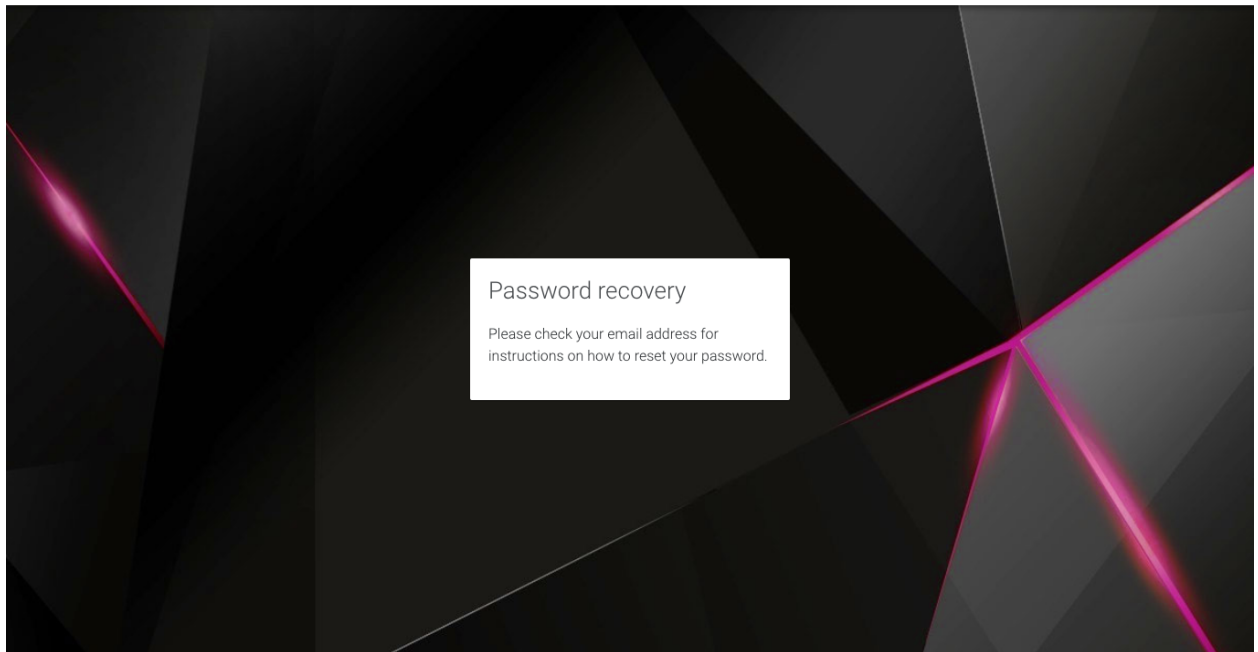 Password recovery
Please check your email address for
instructions on how to reset your password.